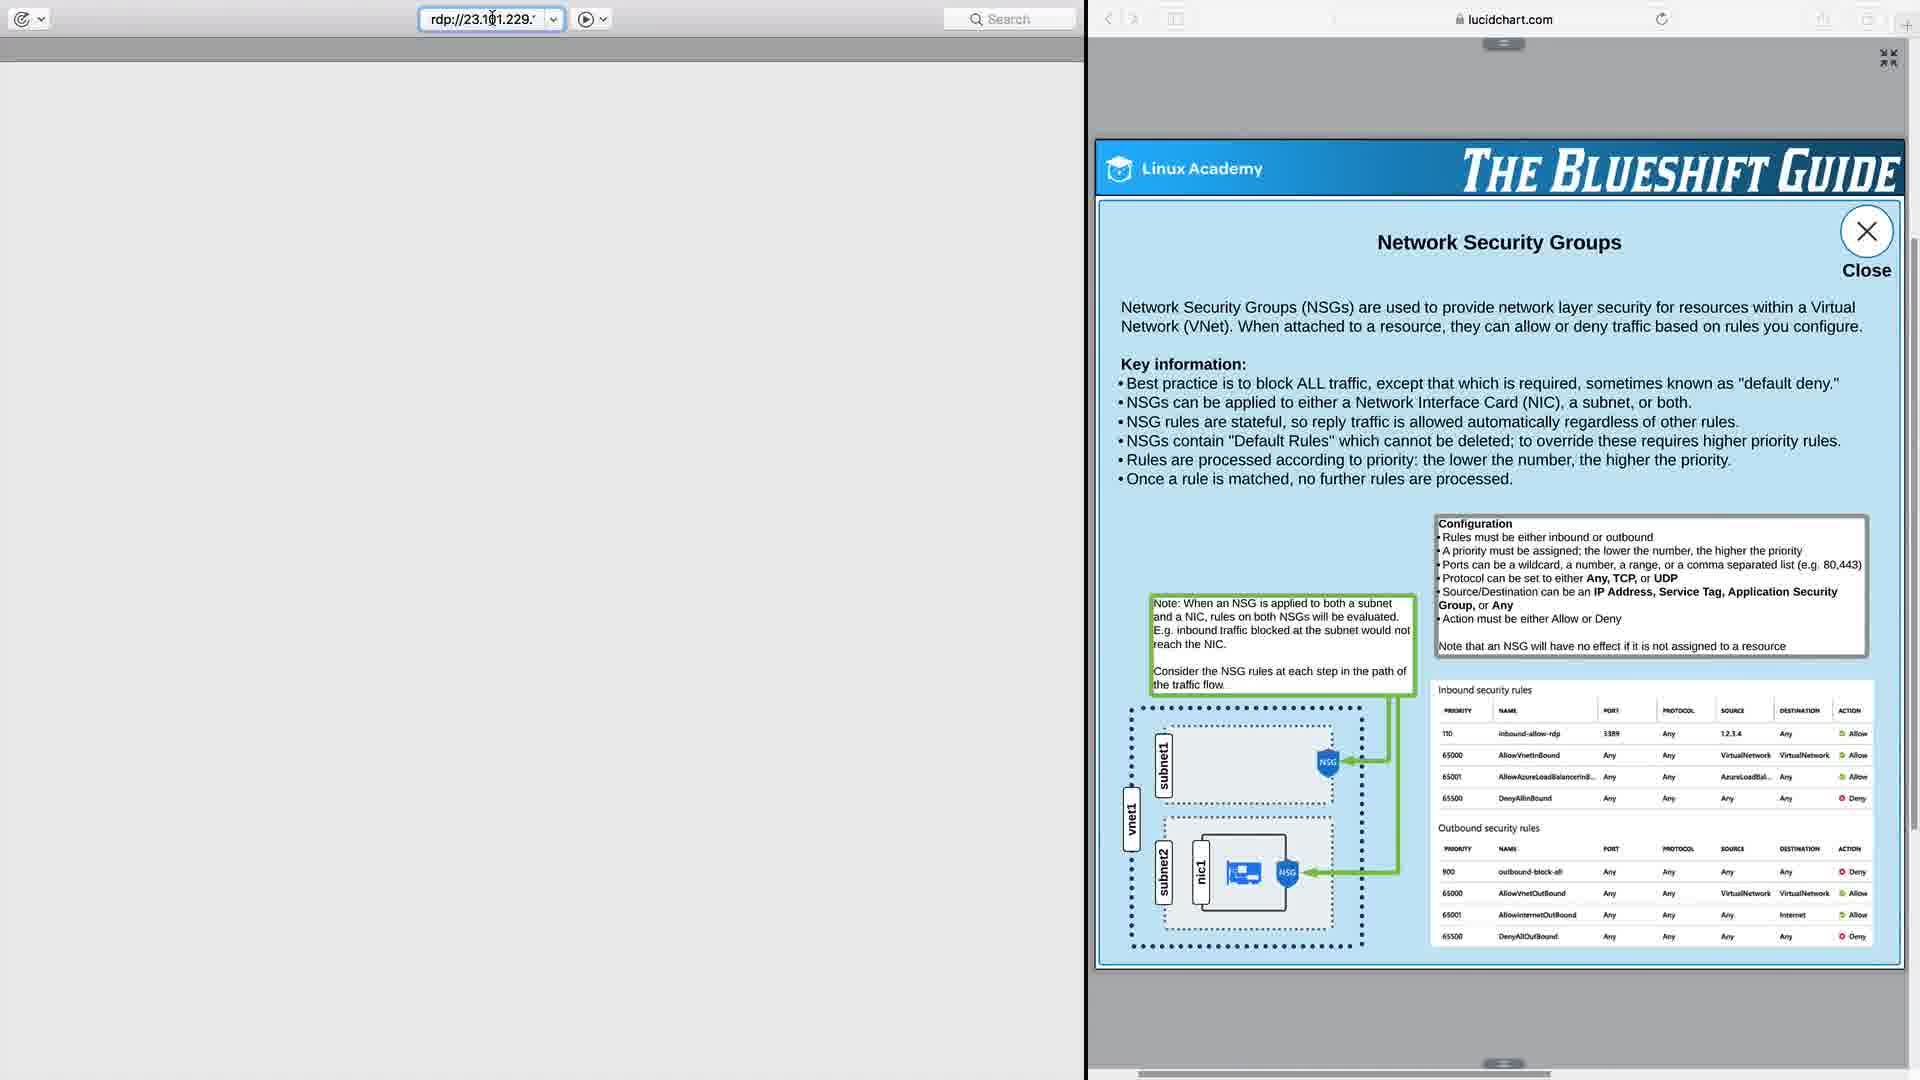 rdp://23.101.229.
Search
lucidchart.com
Linux Academy
THE BLUESHIFT GUIDE
Network Security Groups
Close
Network Security Groups (NSGs) are used to provide network layer security for resources within a Virtual
Network (VNet). When attached to a resource, they can allow or deny traffic based on rules you configure.
Key information:
• Best practice is to block ALL traffic, except that which is required, sometimes known as "default deny."
• NSGs can be applied to either a Network Interface Card (NIC), a subnet, or both.
• NSG rules are stateful, so reply traffic is allowed automatically regardless of other rules.
• NSGs contain "Default Rules" which cannot be deleted; to override these requires higher priority rules.
• Rules are processed according to priority: the lower the number, the higher the priority.
• Once a rule is matched, no further rules are processed.
Configuration
• Rules must be either inbound or outbound
• A priority must be assigned; the lower the number, the higher the priority
• Ports can be a wildcard, a number, a range, or a comma separated list (e.g. 80,443)
• Protocol can be set to either Any, TCP, or UDP
• Source/Destination can be an IP Address, Service Tag, Application Security
Group, or Any
• Action must be either Allow or Deny
Note that an NSG will have no effect if it is not assigned to a resource
Note: When an NSG is applied to both a subnet
and a NIC, rules on both NSGs will be evaluated.
E.g. inbound traffic blocked at the subnet would not
reach the NIC.
Consider the NSG rules at each step in the path of
the traffic flow.
vnet1
subnet1
NSG
subnet2
nic1
NSG
Inbound security rules
PRIORITY NAME PORT PROTOCOL SOURCE DESTINATION ACTION
110 inbound-allow-rdp 3389 Any 1.2.3.4 Any Allow
65000 AllowVnetInBound Any Any VirtualNetwork VirtualNetwork Allow
65001 AllowAzureLoadBalancerInB... Any Any AzureLoadBal... Any Allow
65500 DenyAllInBound Any Any Any Any Deny
Outbound security rules
PRIORITY NAME PORT PROTOCOL SOURCE DESTINATION ACTION
900 outbound-block-all Any Any Any Any Deny
65000 AllowVnetOutBound Any Any VirtualNetwork VirtualNetwork Allow
65001 AllowInternetOutBound Any Any Any Internet Allow
65500 DenyAllOutBound Any Any Any Any Deny